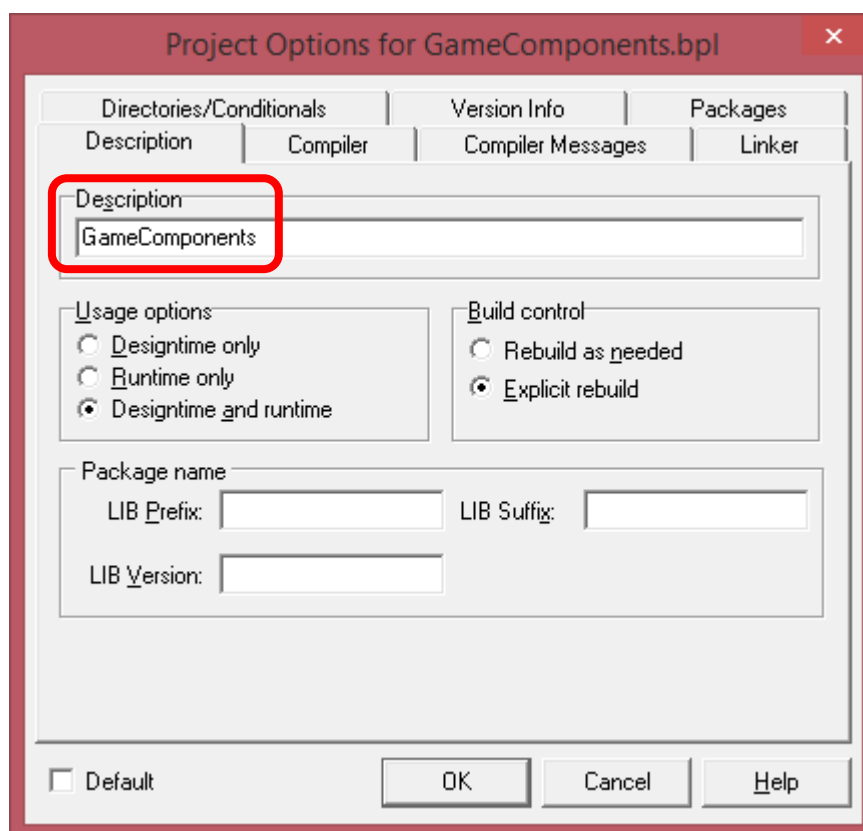 Project Options for GameComponents.bpl
Directories/Conditionals Version Info Packages
Description Compiler Compiler Messages Linker
Description
GameComponents
Usage options
Designtime only
Runtime only
Designtime and runtime
Build control
Rebuild as needed
Explicit rebuild
Package name
LIB Prefix: LIB Suffix:
LIB Version:
Default OK Cancel Help